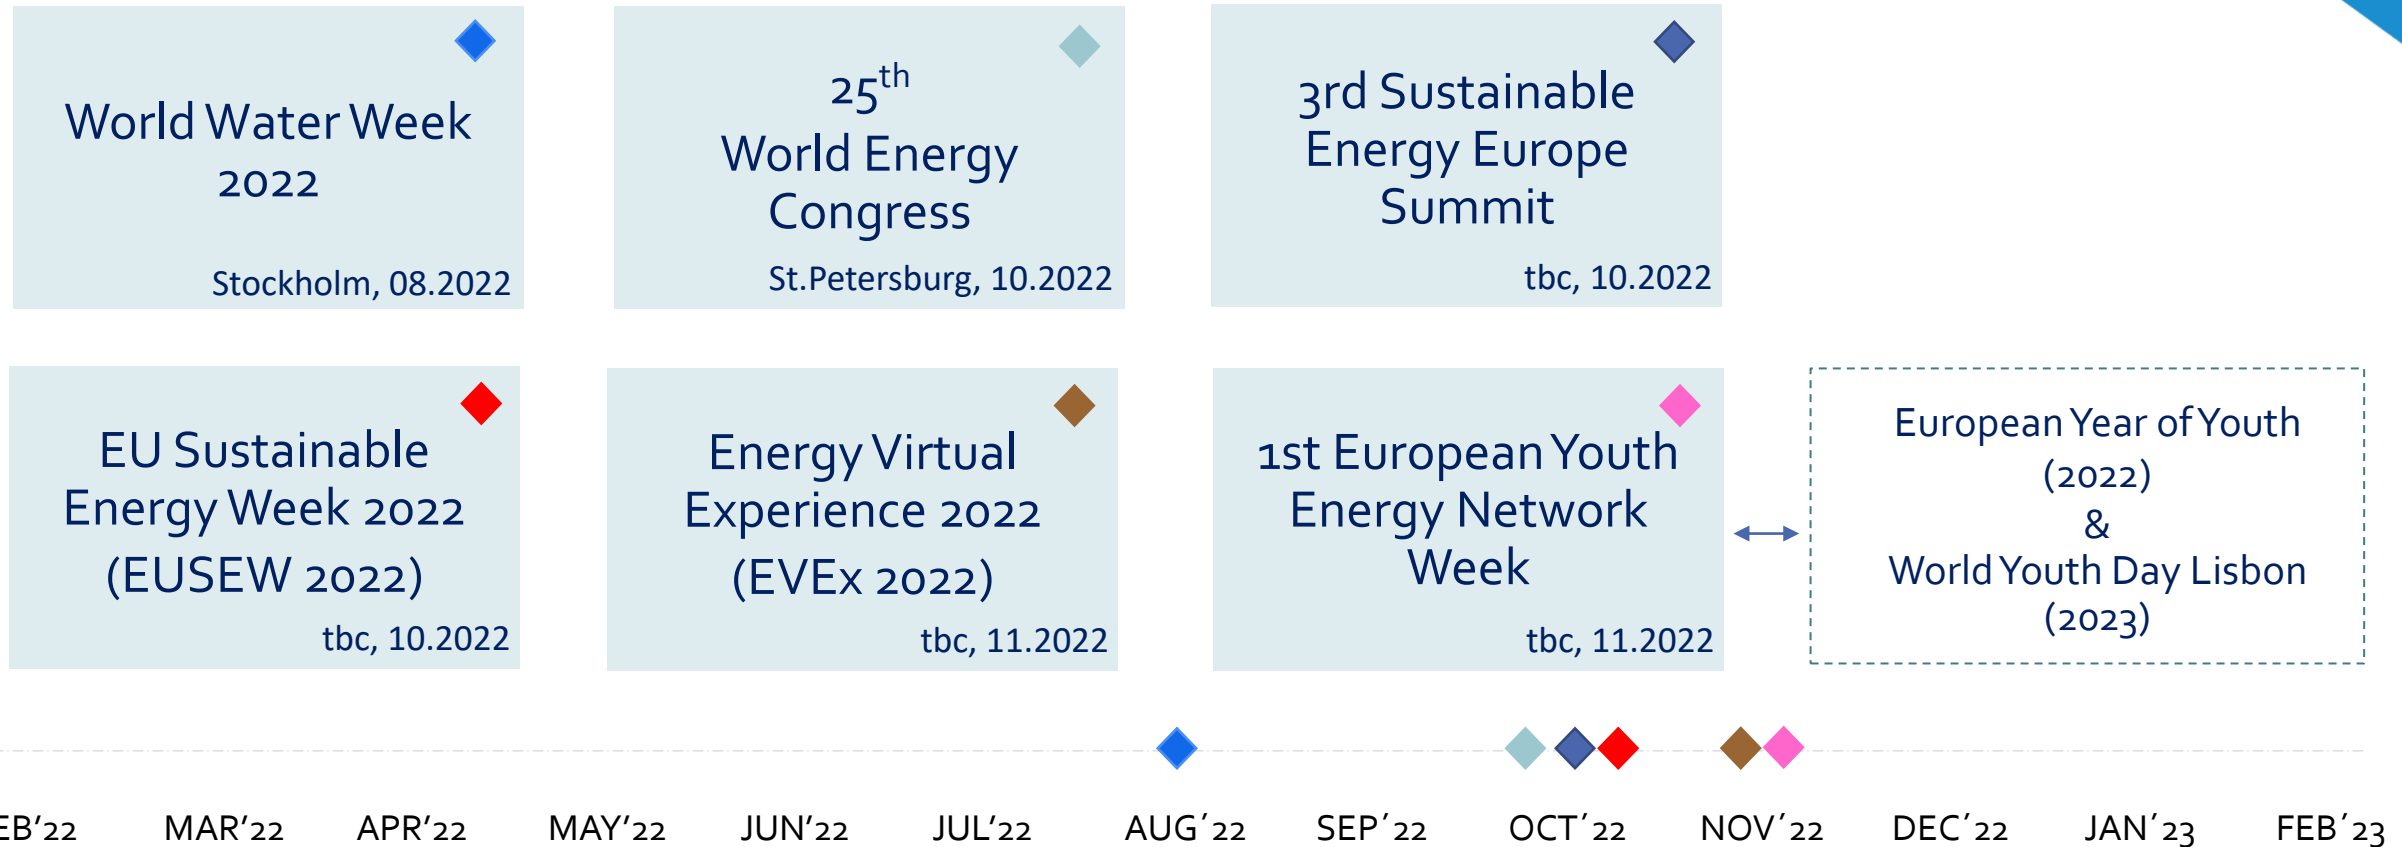 World Water Week
2022
Stockholm, 08.2022
25th
World Energy
Congress
St.Petersburg, 10.2022
3rd Sustainable
Energy Europe
Summit
tbc, 10.2022
EU Sustainable
Energy Week 2022
(EUSEW 2022)
tbc, 10.2022
Energy Virtual
Experience 2022
(EVEx 2022)
tbc, 11.2022
1st European Youth
Energy Network
Week
tbc, 11.2022
European Year of Youth
(2022)
&
World Youth Day Lisbon
(2023)
EB'22 MAR'22 APR'22 MAY'22 JUN'22 JUL'22 AUG´22 SEP´22 OCT´22 NOV´22 DEC´22 JAN´23 FEB´23